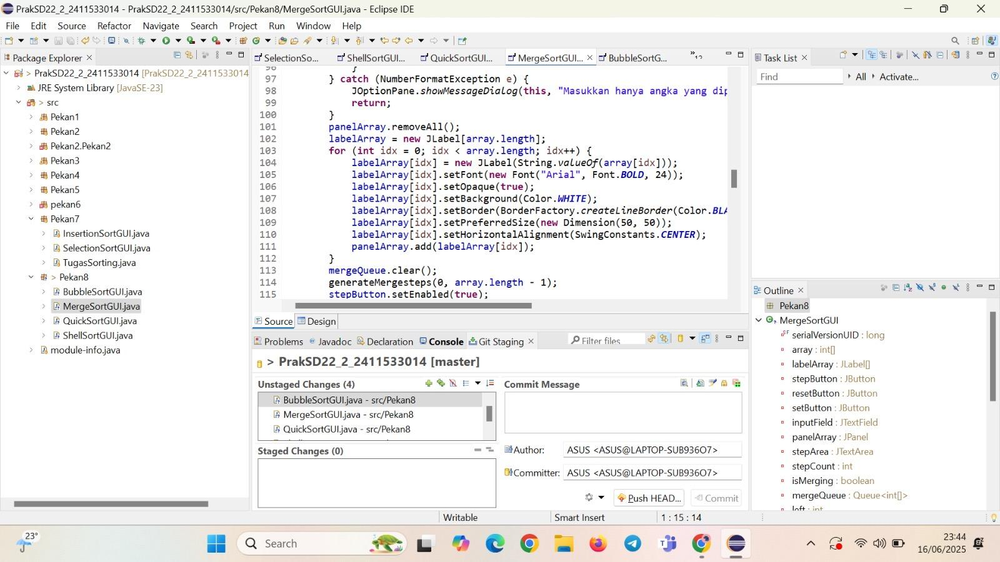 PrakSD22_2_2411533014 - PrakSD22_2_2411533014/src/Pekan8/MergeSortGUI.java - Eclipse IDE
File Edit Source Refactor Navigate Search Project Run Window Help
Package Explorer
> PrakSD22_2_2411533014 [PrakSD22_2_2411533014
JRE System Library [JavaSE-23]
> src
Pekan1
Pekan2
Pekan2.Pekan2
Pekan3
Pekan4
Pekan5
pekan6
Pekan7
InsertionSortGUI.java
SelectionSortGUI.java
TugasSorting.java
> Pekan8
BubbleSortGUI.java
MergeSortGUI.java
QuickSortGUI.java
ShellSortGUI.java
module-info.java
SelectionSo... ShellSortGUI... QuickSortGUI... MergeSortGUI... BubbleSortG... »12
96 }
97 } catch (NumberFormatException e) {
98 JOptionPane.showMessageDialog(this, "Masukkan hanya angka yang dip
99 return;
100 }
101 panelArray.removeAll();
102 labelArray = new JLabel[array.length];
103 for (int idx = 0; idx < array.length; idx++) {
104 labelArray[idx] = new JLabel(String.valueOf(array[idx]));
105 labelArray[idx].setFont(new Font("Arial", Font.BOLD, 24));
106 labelArray[idx].setOpaque(true);
107 labelArray[idx].setBackground(Color.WHITE);
108 labelArray[idx].setBorder(BorderFactory.createLineBorder(Color.BLA
109 labelArray[idx].setPreferredSize(new Dimension(50, 50));
110 labelArray[idx].setHorizontalAlignment(SwingConstants.CENTER);
111 panelArray.add(labelArray[idx]);
112 }
113 mergeQueue.clear();
114 generateMergesteps(0, array.length - 1);
115 stepButton.setEnabled(true);
Source Design
Problems Javadoc Declaration Console Git Staging
Filter files
> PrakSD22_2_2411533014 [master]
Unstaged Changes (4)
BubbleSortGUI.java - src/Pekan8
MergeSortGUI.java - src/Pekan8
QuickSortGUI.java - src/Pekan8
Staged Changes (0)
Commit Message
Author: ASUS <ASUS@LAPTOP-SUB936O7>
Committer: ASUS <ASUS@LAPTOP-SUB936O7>
Push HEAD... Commit
Task List
Find All Activate...
Outline
Pekan8
MergeSortGUI
serialVersionUID : long
array : int[]
labelArray : JLabel[]
stepButton : JButton
resetButton : JButton
setButton : JButton
inputField : JTextField
panelArray : JPanel
stepArea : JTextArea
stepCount : int
isMerging : boolean
mergeQueue : Queue<int[]>
left : int
Writable Smart Insert 1 : 15 : 14
23°
Search
23:44
16/06/2025